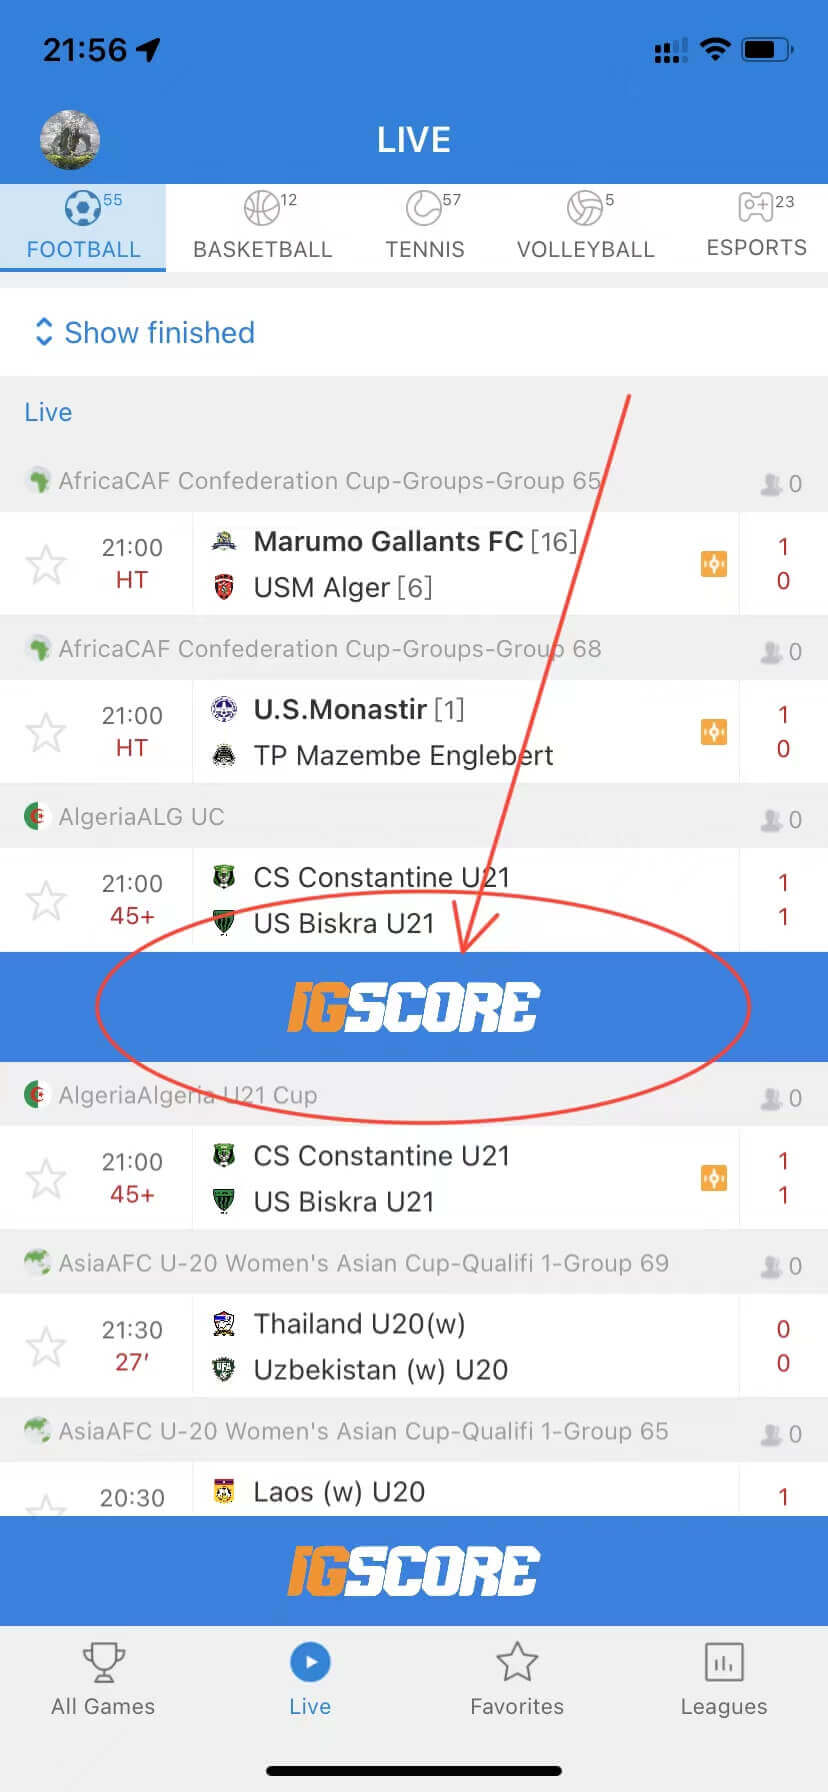 21:56
LIVE
55 12 57 5 23
FOOTBALL BASKETBALL TENNIS VOLLEYBALL ESPORTS
Show finished
Live
AfricaCAF Confederation Cup-Groups-Group 65 0
21:00 Marumo Gallants FC [16] 1
HT USM Alger [6] 0
AfricaCAF Confederation Cup-Groups-Group 68 0
21:00 U.S.Monastir [1] 1
HT TP Mazembe Englebert 0
AlgeriaALG UC 0
21:00 CS Constantine U21 1
45+ US Biskra U21 1
IGSCORE
AlgeriaAlgeria U21 Cup 0
21:00 CS Constantine U21 1
45+ US Biskra U21 1
AsiaAFC U-20 Women's Asian Cup-Qualifi 1-Group 69 0
21:30 Thailand U20(w) 0
27' Uzbekistan (w) U20 0
AsiaAFC U-20 Women's Asian Cup-Qualifi 1-Group 65 0
20:30 Laos (w) U20 1
IGSCORE
All Games Live Favorites Leagues